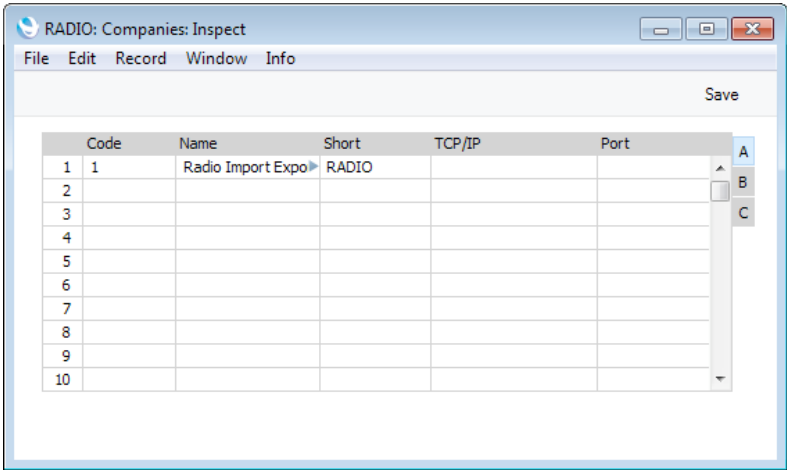 RADIO: Companies: Inspect
File Edit Record Window Info
Save
Code Name Short TCP/IP Port
A
1 1 Radio Import Expo RADIO
B
2
C
3
4
5
6
7
8
9
10